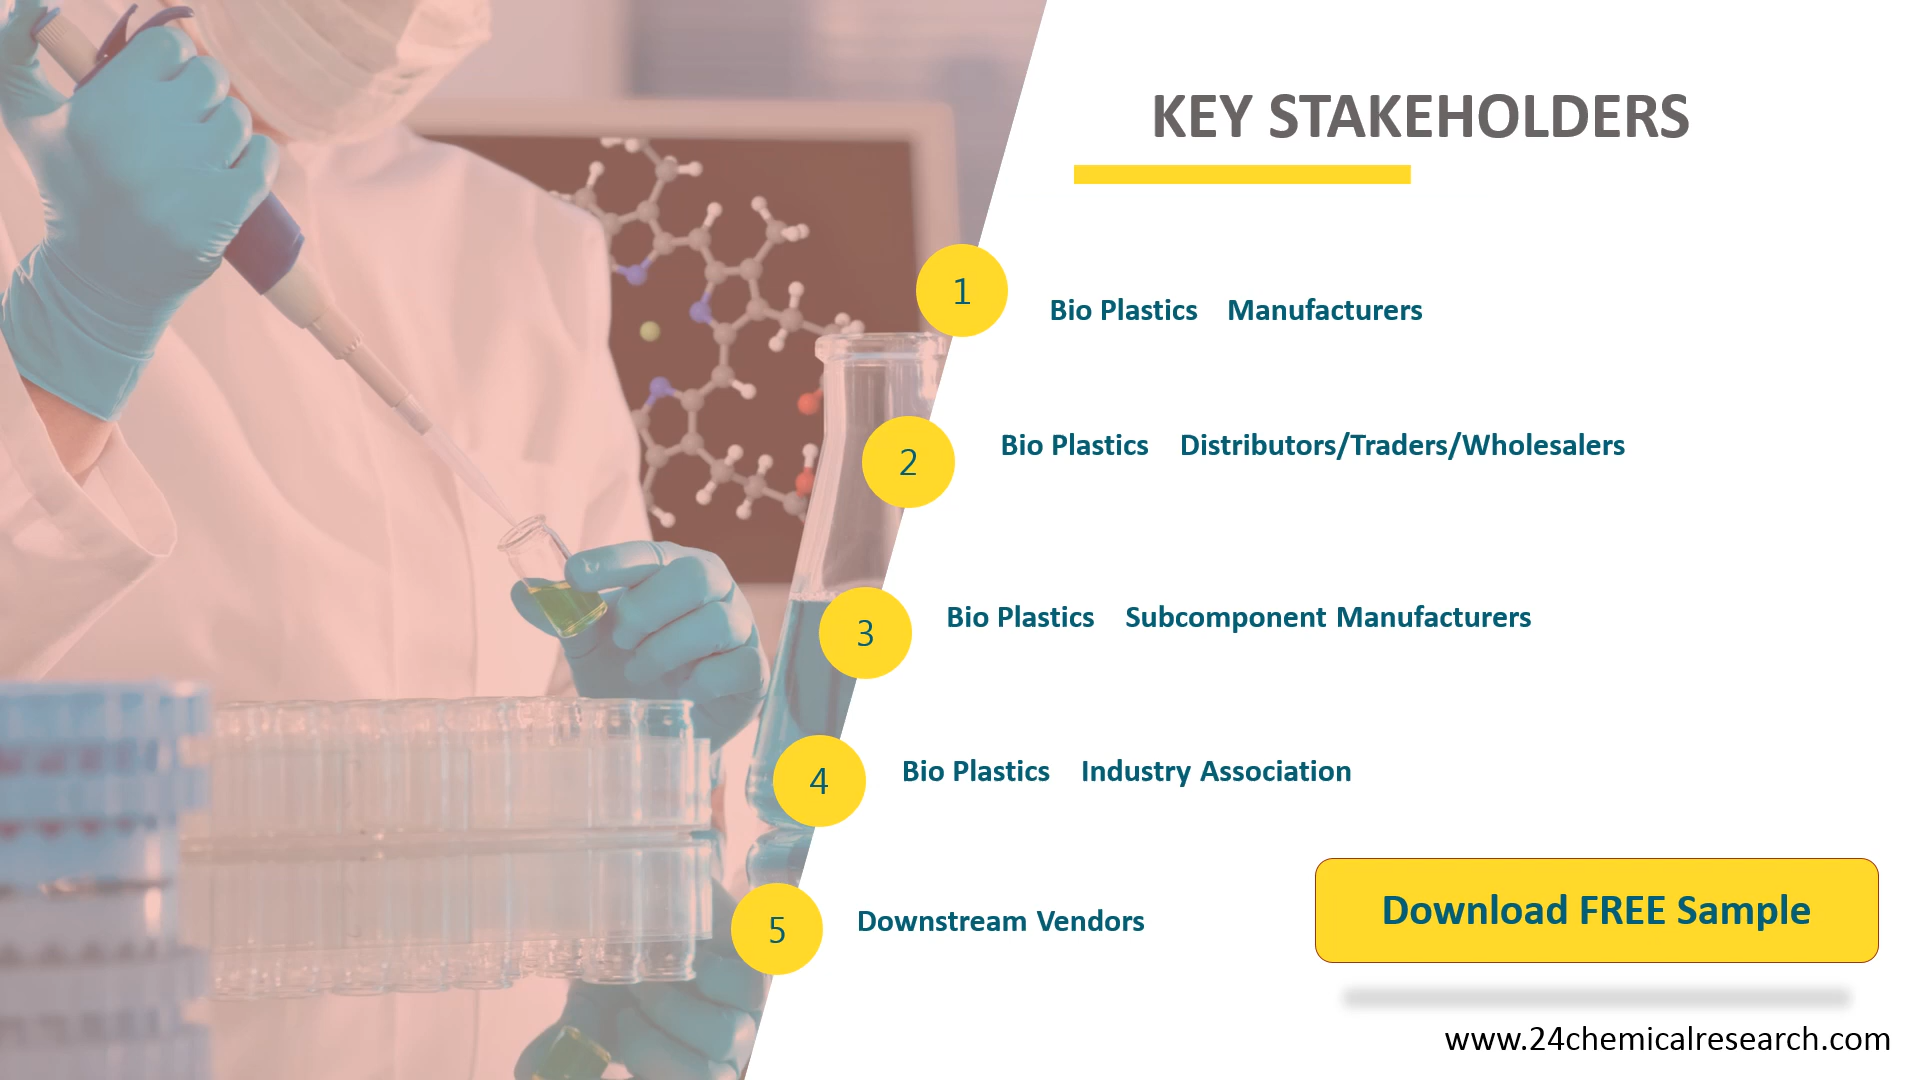 KEY STAKEHOLDERS
1
Bio Plastics Manufacturers
2
Bio Plastics Distributors/Traders/Wholesalers
3
Bio Plastics Subcomponent Manufacturers
4
Bio Plastics Industry Association
5
Downstream Vendors
Download FREE Sample
www.24chemicalresearch.com